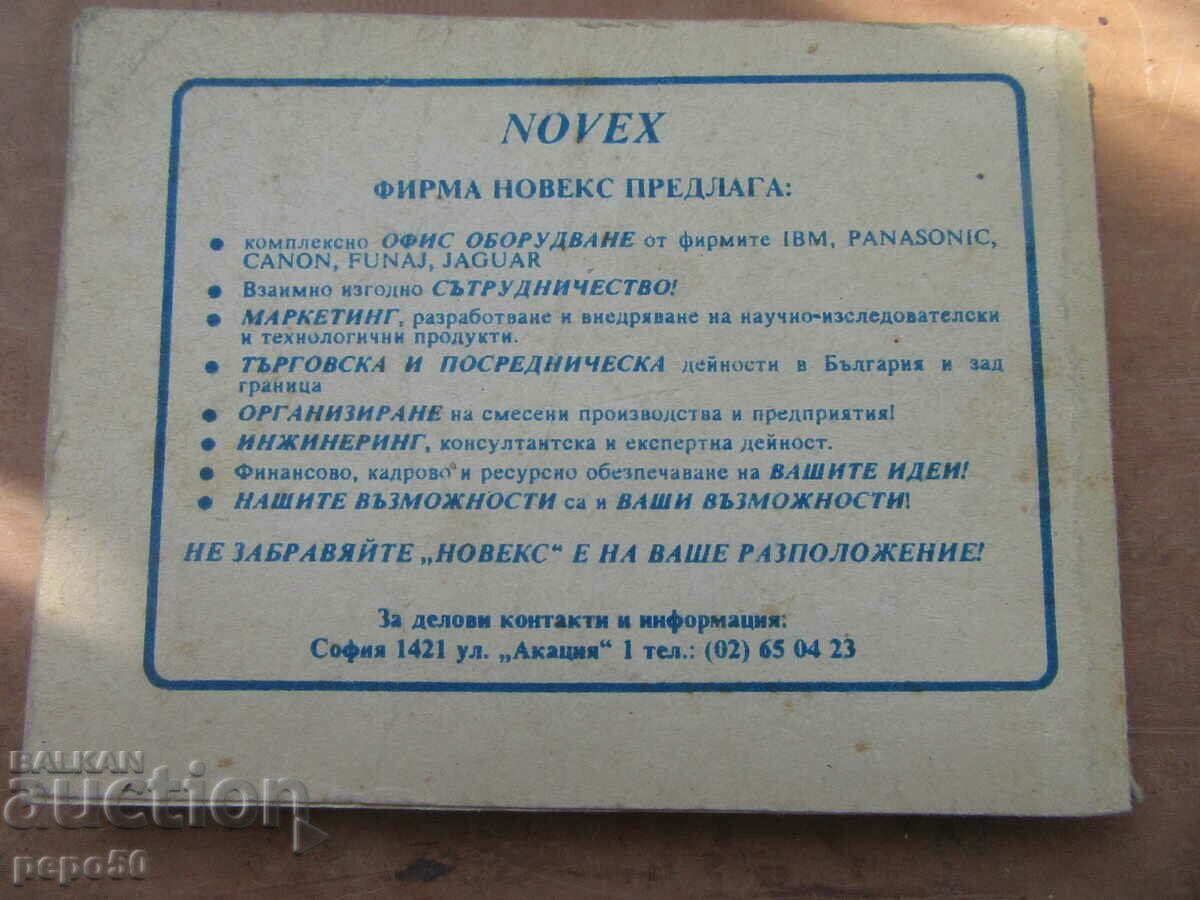 NOVEX
ФИРМА НОВЕКС ПРЕДЛАГА:
● комплексно ОФИС ОБОРУДВАНЕ от фирмите IBM, PANASONIC,
CANON, FUNAJ, JAGUAR
● Взаимно изгодно СЪТРУДНИЧЕСТВО!
● МАРКЕТИНГ, разработване и внедряване на научно-изследователски
и технологични продукти.
● ТЪРГОВСКА И ПОСРЕДНИЧЕСКА дейности в България и зад
граница
● ОРГАНИЗИРАНЕ на смесени производства и предприятия!
● ИНЖИНЕРИНГ, консултантска и експертна дейност.
● Финансово, кадрово и ресурсно обезпечаване на ВАШИТЕ ИДЕИ!
● НАШИТЕ ВЪЗМОЖНОСТИ са и ВАШИ ВЪЗМОЖНОСТИ!
НЕ ЗАБРАВЯЙТЕ „НОВЕКС“ Е НА ВАШЕ РАЗПОЛОЖЕНИЕ!
За делови контакти и информация:
София 1421 ул. „Акация“ 1 тел.: (02) 65 04 23
BALKAN
auction
pepo50